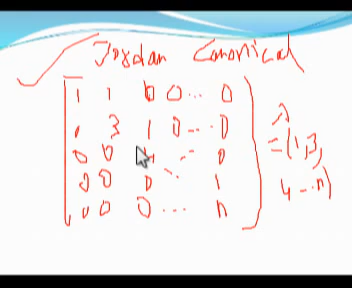 Jordan Canonical
1 1 0 0 ... 0
0 3 1 0 ... 0
0 0 4 ... 0
0 0 0 ... 1
0 0 0 ... n
λ
= (1, 3,
4 ... n)